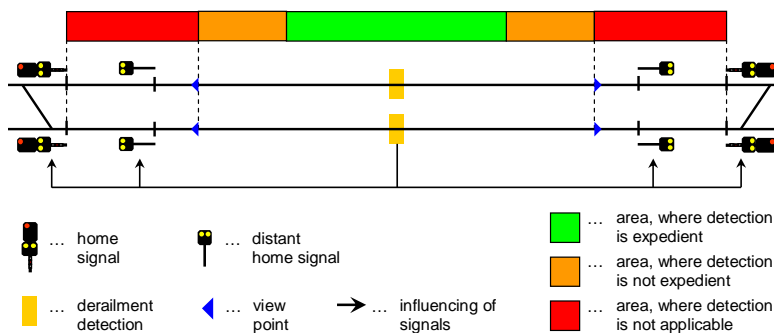 ... home
signal
... distant
home signal
... area, where detection
is expedient
... area, where detection
is not expedient
... derailment
detection
... view
point
... influencing of
signals
... area, where detection
is not applicable